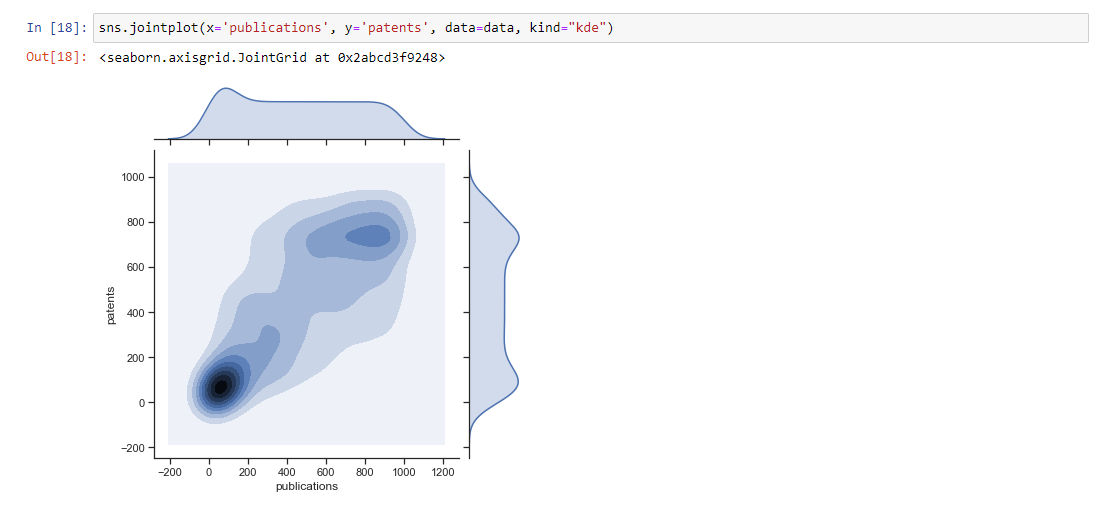 In [18]: sns.jointplot(x='publications', y='patents', data=data, kind="kde")
Out[18]: <seaborn.axisgrid.JointGrid at 0x2abcd3f9248>
1000
800
600
400
200
0
−200
patents
−200 0 200 400 600 800 1000 1200
publications